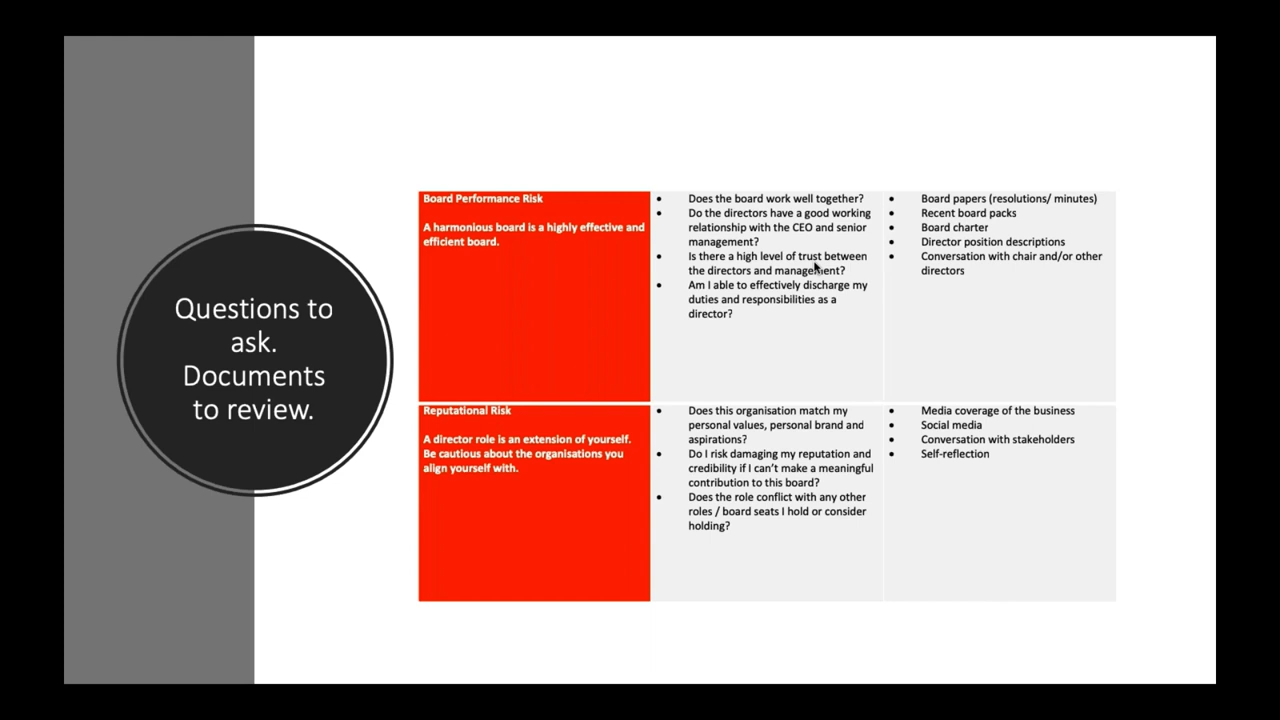 Questions to
ask.
Documents
to review.
Board Performance Risk
A harmonious board is a highly effective and
efficient board.
• Does the board work well together?
• Do the directors have a good working
relationship with the CEO and senior
management?
• Is there a high level of trust between
the directors and management?
• Am I able to effectively discharge my
duties and responsibilities as a
director?
• Board papers (resolutions/ minutes)
• Recent board packs
• Board charter
• Director position descriptions
• Conversation with chair and/or other
directors
Reputational Risk
A director role is an extension of yourself.
Be cautious about the organisations you
align yourself with.
• Does this organisation match my
personal values, personal brand and
aspirations?
• Do I risk damaging my reputation and
credibility if I can't make a meaningful
contribution to this board?
• Does the role conflict with any other
roles / board seats I hold or consider
holding?
• Media coverage of the business
• Social media
• Conversation with stakeholders
• Self-reflection